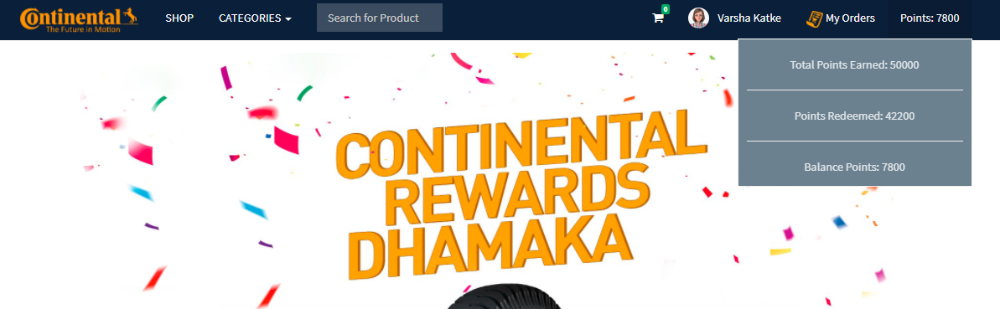 Continental
The Future in Motion
SHOP
CATEGORIES
Search for Product
0
Varsha Katke
My Orders
Points: 7800
Total Points Earned: 50000
Points Redeemed: 42200
Balance Points: 7800
CONTINENTAL
REWARDS
DHAMAKA